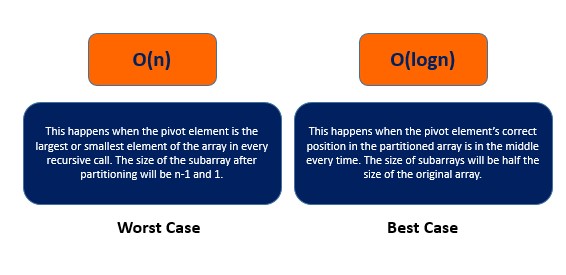 O(n)
This happens when the pivot element is the
largest or smallest element of the array in every
recursive call. The size of the subarray after
partitioning will be n-1 and 1.
Worst Case
O(logn)
This happens when the pivot element's correct
position in the partitioned array is in the middle
every time. The size of subarrays will be half the
size of the original array.
Best Case